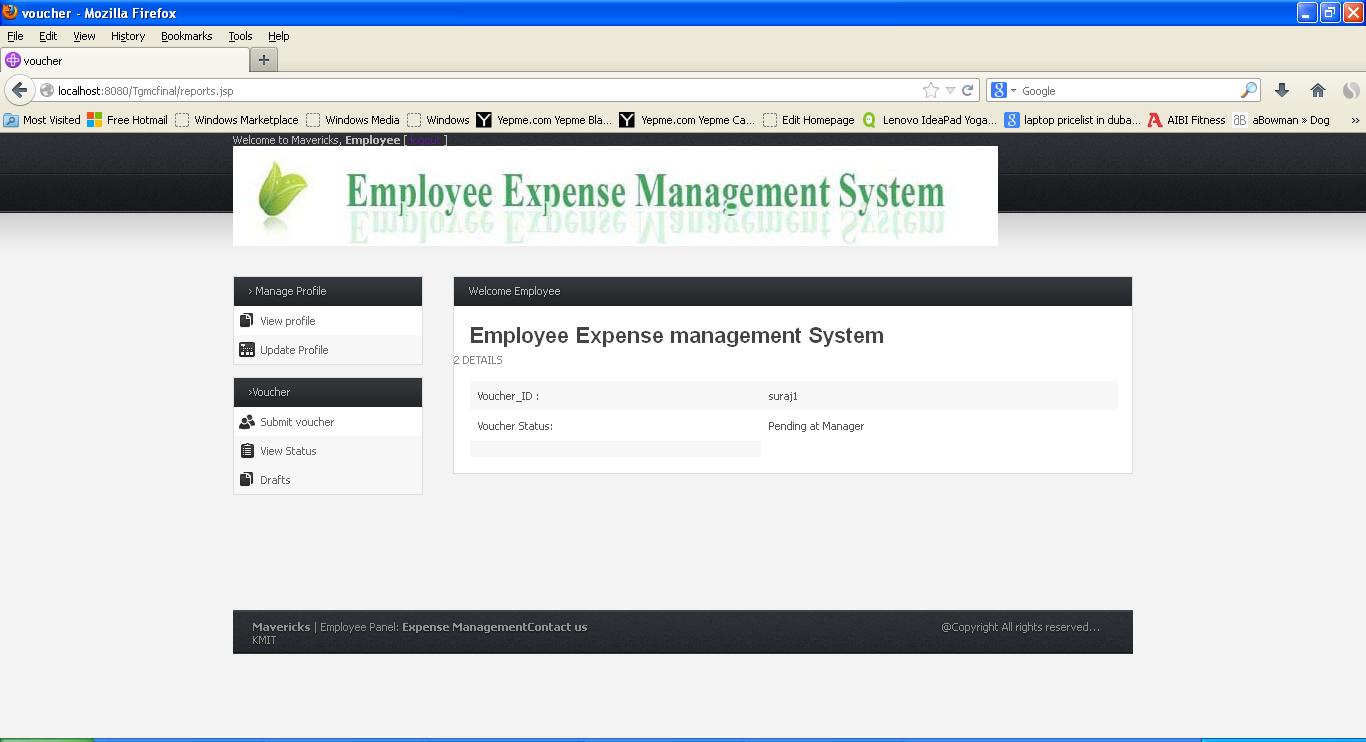 voucher - Mozilla Firefox
File Edit View History Bookmarks Tools Help
voucher
localhost:8080/Tgmcfinal/reports.jsp
Google
Most Visited Free Hotmail Windows Marketplace Windows Media Windows Yepme.com Yepme Bla... Yepme.com Yepme Ca... Edit Homepage Lenovo IdeaPad Yoga... laptop pricelist in duba... AIBI Fitness aBowman » Dog »
Welcome to Mavericks, Employee [ logout ]
Employee Expense Management System
> Manage Profile
View profile
Update Profile
>Voucher
Submit voucher
View Status
Drafts
Welcome Employee
Employee Expense management System
2 DETAILS
Voucher_ID : suraj1
Voucher Status: Pending at Manager
Mavericks | Employee Panel: Expense ManagementContact us
KMIT
@Copyright All rights reserved...